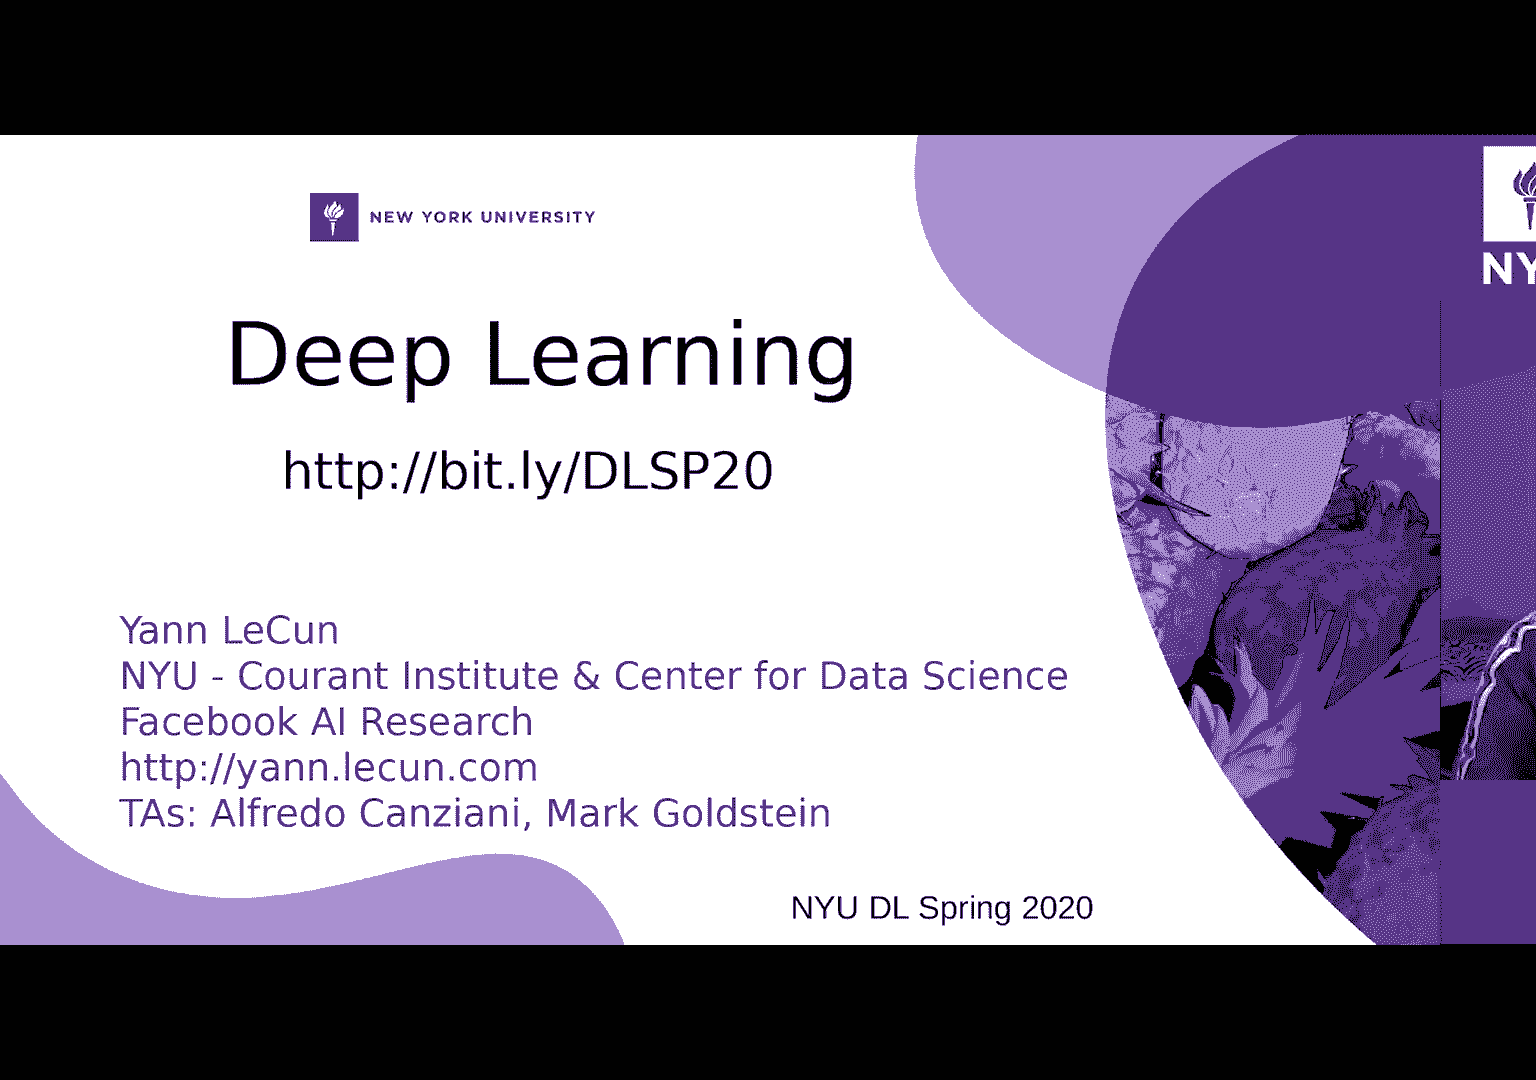 NEW YORK UNIVERSITY
NY
Deep Learning
http://bit.ly/DLSP20
Yann LeCun
NYU - Courant Institute & Center for Data Science
Facebook AI Research
http://yann.lecun.com
TAs: Alfredo Canziani, Mark Goldstein
NYU DL Spring 2020